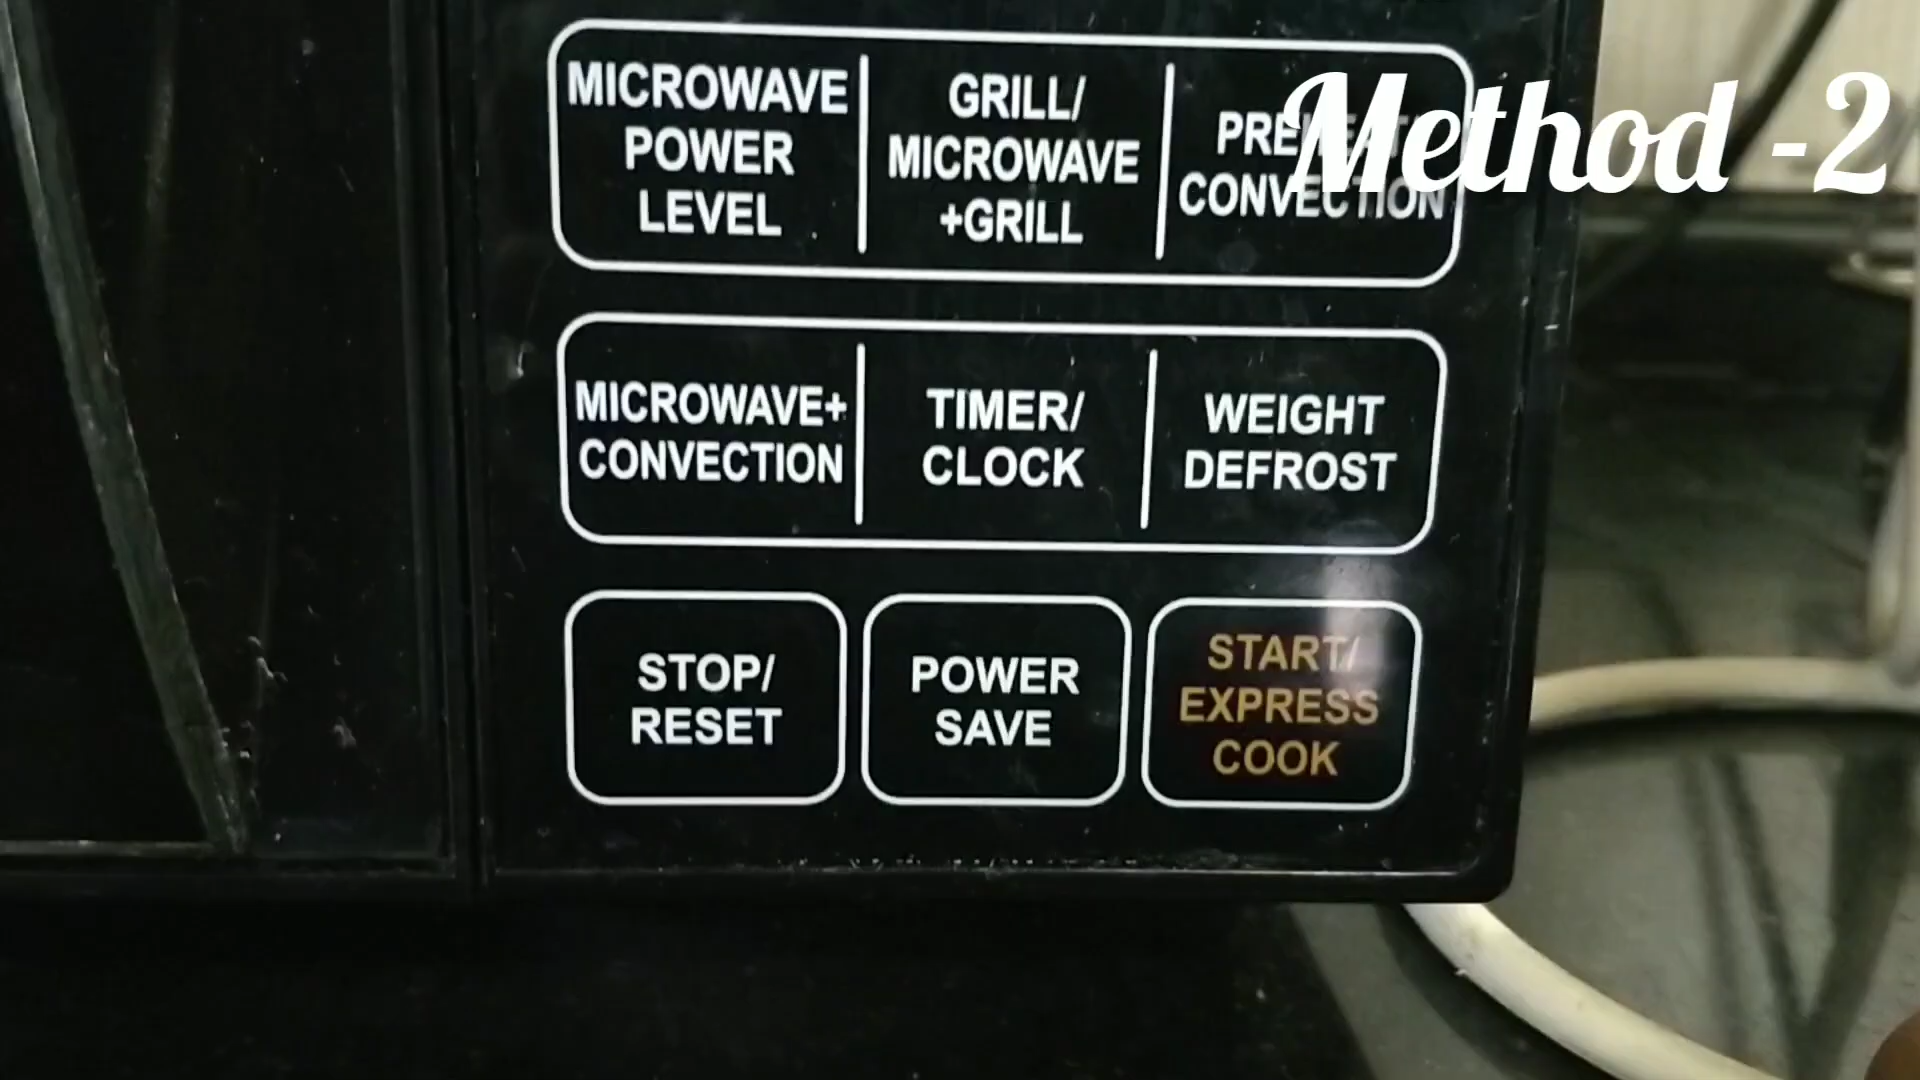 MICROWAVE
POWER
LEVEL
GRILL/
MICROWAVE
+GRILL
CONVECTION
Method -2
MICROWAVE+
CONVECTION
TIMER/
CLOCK
WEIGHT
DEFROST
STOP/
RESET
POWER
SAVE
START/
EXPRESS
COOK